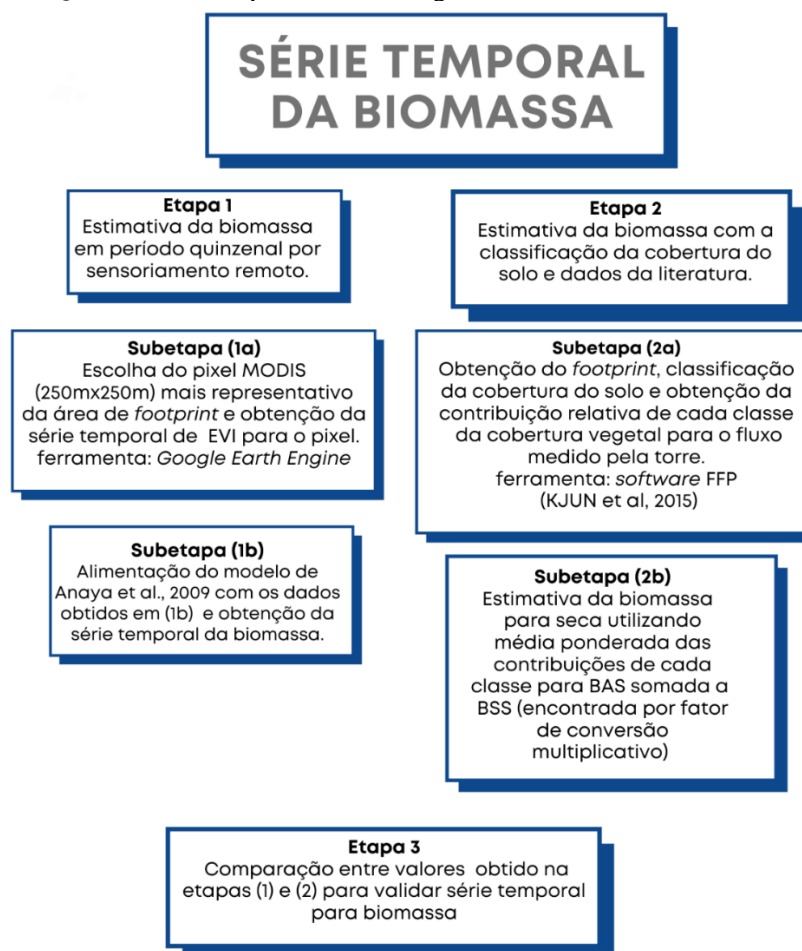 SÉRIE TEMPORAL
DA BIOMASSA
Etapa 1
Estimativa da biomassa
em período quinzenal por
sensoriamento remoto.
Etapa 2
Estimativa da biomassa com a
classificação da cobertura do
solo e dados da literatura.
Subetapa (1a)
Escolha do pixel MODIS
(250mx250m) mais representativo
da área de footprint e obtenção da
série temporal de EVI para o pixel.
ferramenta: Google Earth Engine
Subetapa (2a)
Obtenção do footprint, classificação
da cobertura do solo e obtenção da
contribuição relativa de cada classe
da cobertura vegetal para o fluxo
medido pela torre.
ferramenta: software FFP
(KJUN et al, 2015)
Subetapa (1b)
Alimentação do modelo de
Anaya et al., 2009 com os dados
obtidos em (1b) e obtenção da
série temporal da biomassa.
Subetapa (2b)
Estimativa da biomassa
para seca utilizando
média ponderada das
contribuições de cada
classe para BAS somada a
BSS (encontrada por fator
de conversão
multiplicativo)
Etapa 3
Comparação entre valores obtido na
etapas (1) e (2) para validar série temporal
para biomassa